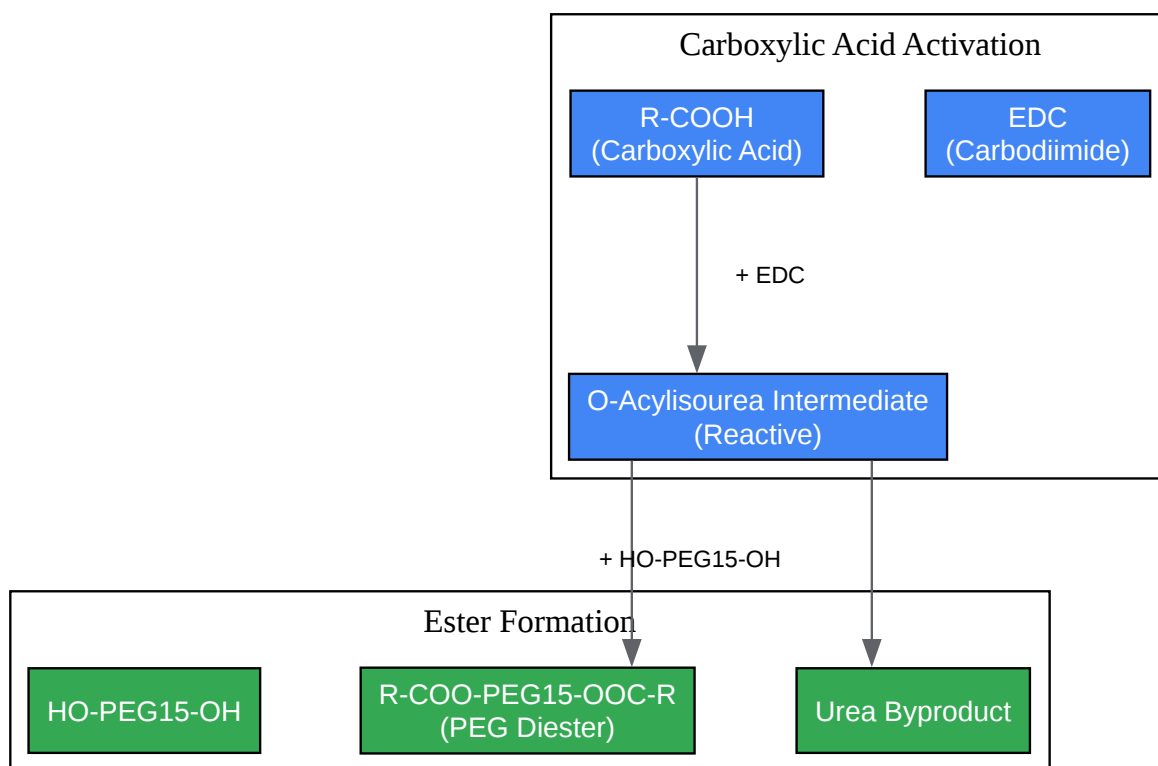 Carboxylic Acid Activation
R-COOH
(Carboxylic Acid)
EDC
(Carbodiimide)
+ EDC
O-Acylisourea Intermediate
(Reactive)
+ HO-PEG15-OH
Ester Formation
HO-PEG15-OH
R-COO-PEG15-OOC-R
(PEG Diester)
Urea Byproduct